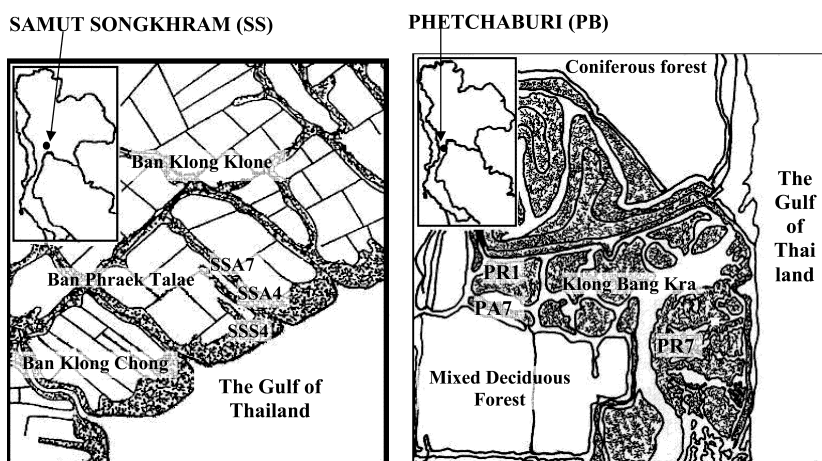 SAMUT SONGKHRAM (SS)
Ban Klong Klone
Ban Phraek Talae
SSA7
SSA4
SSS4
Ban Klong Chong
The Gulf of
Thailand
PHETCHABURI (PB)
Coniferous forest
The
Gulf
of
Thai
land
PR1
Klong Bang Kra
PA7
PR7
Mixed Deciduous
Forest